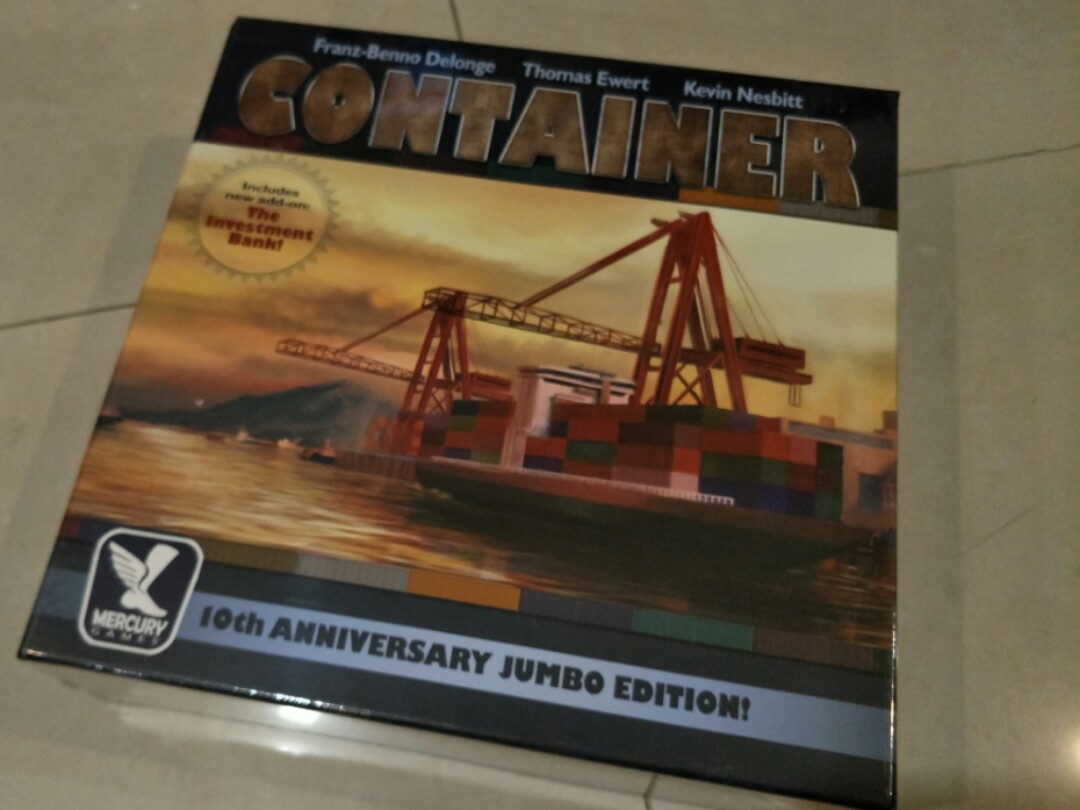 Franz-Benno Delonge Thomas Ewert Kevin Nesbitt
CONTAINER
Includes
new add-on:
The
Investment
Bank!
MERCURY
GAMES
10th ANNIVERSARY JUMBO EDITION!